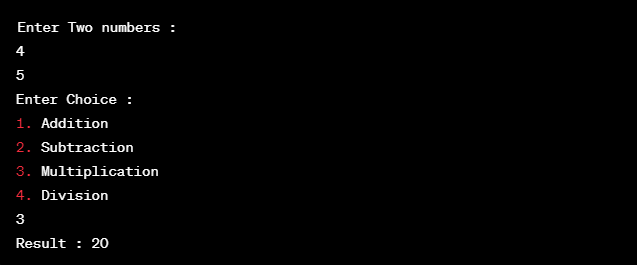 Enter Two numbers :
4
5
Enter Choice :
1. Addition
2. Subtraction
3. Multiplication
4. Division
3
Result : 20